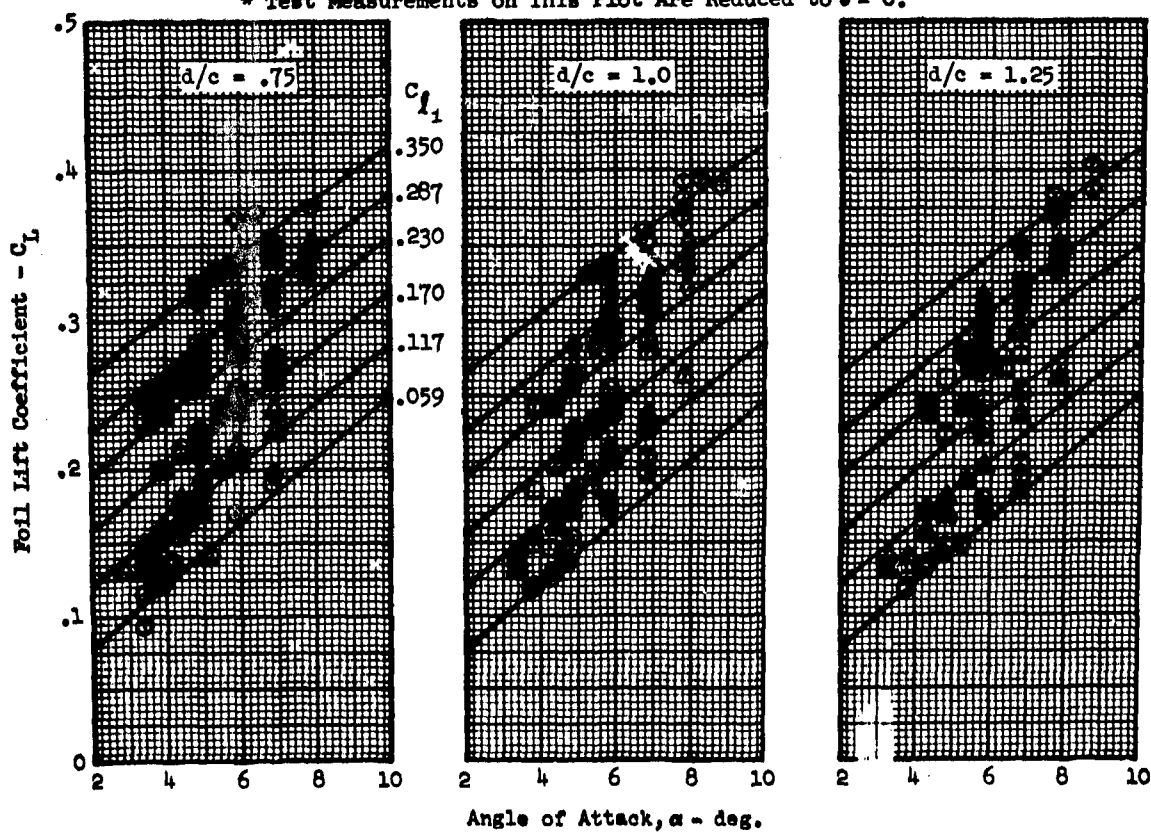 * Test Measurements on This Plot Are Reduced to σ = 0.
.5
.4
.3
.2
.1
0
Foil Lift Coefficient - C_L
d/c = .75
d/c = 1.0
d/c = 1.25
C_ℓ1
.350
.287
.230
.170
.117
.059
2 4 6 8 10
2 4 6 8 10
2 4 6 8 10
Angle of Attack, α - deg.